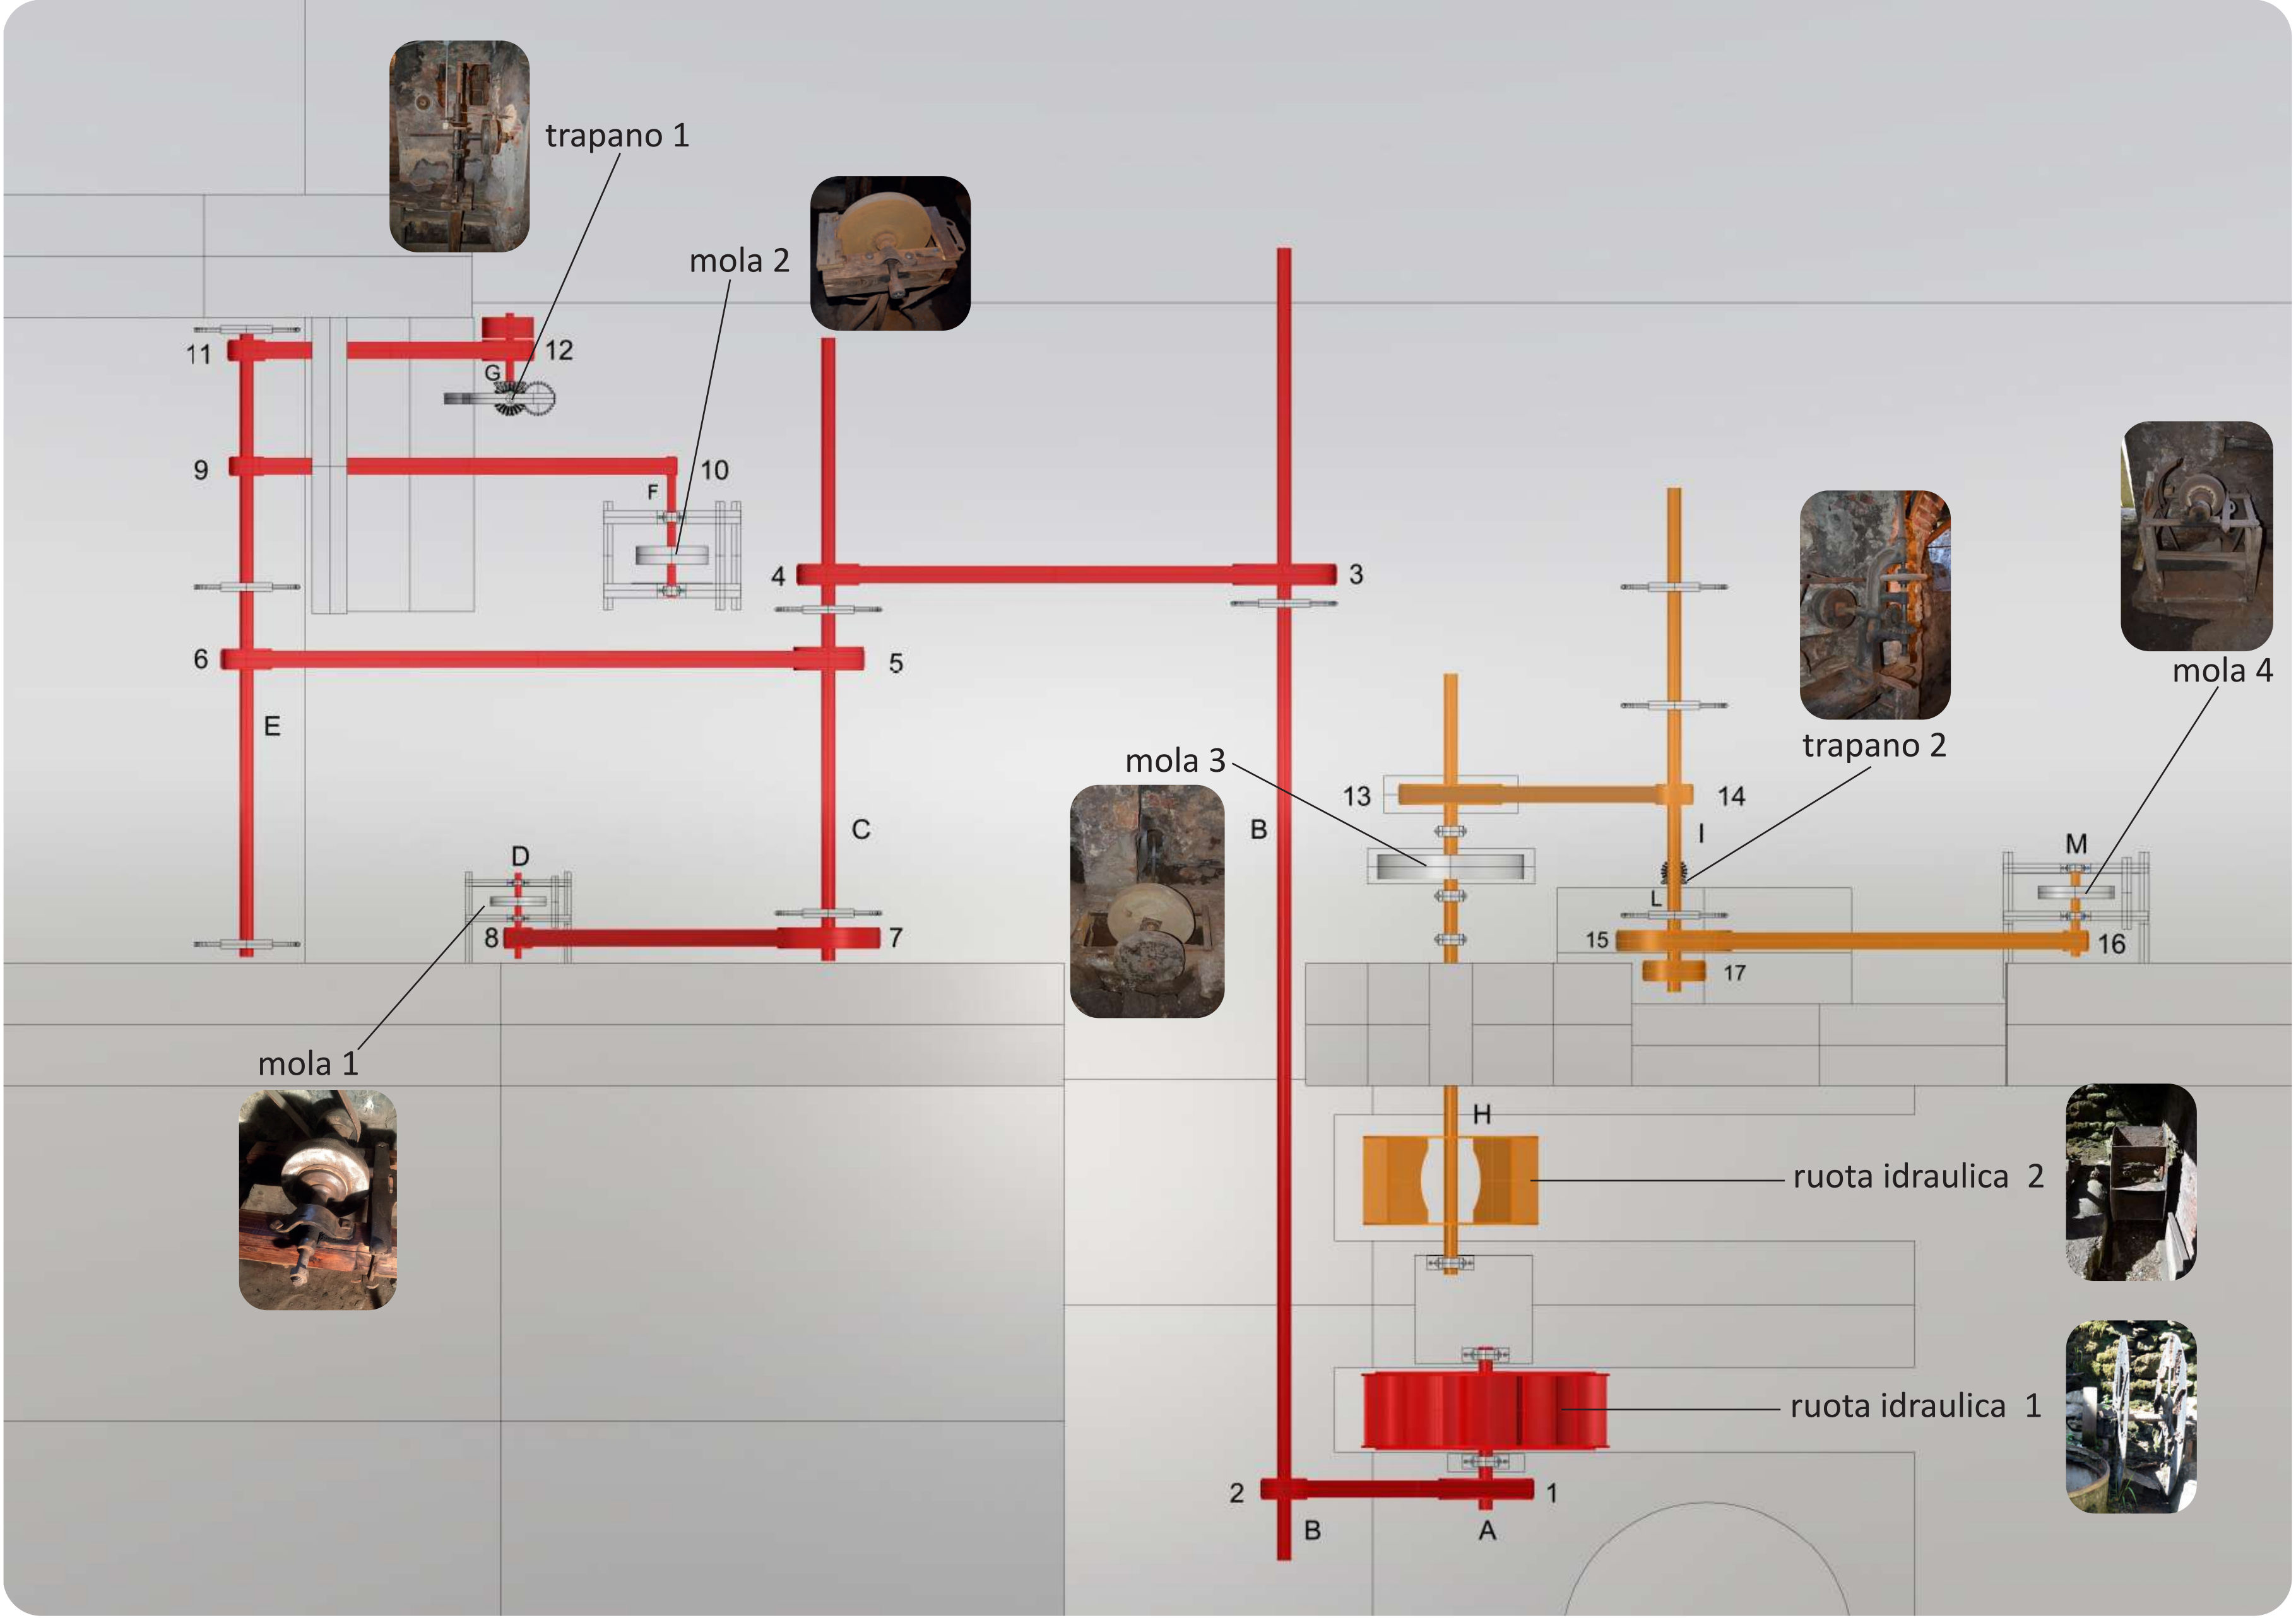 trapano 1
mola 2
11
12
G
9
10
F
4
3
6
5
E
mola 4
trapano 2
mola 3
13
14
C
B
I
D
M
L
8
7
15
16
17
mola 1
H
ruota idraulica 2
ruota idraulica 1
2
1
B
A